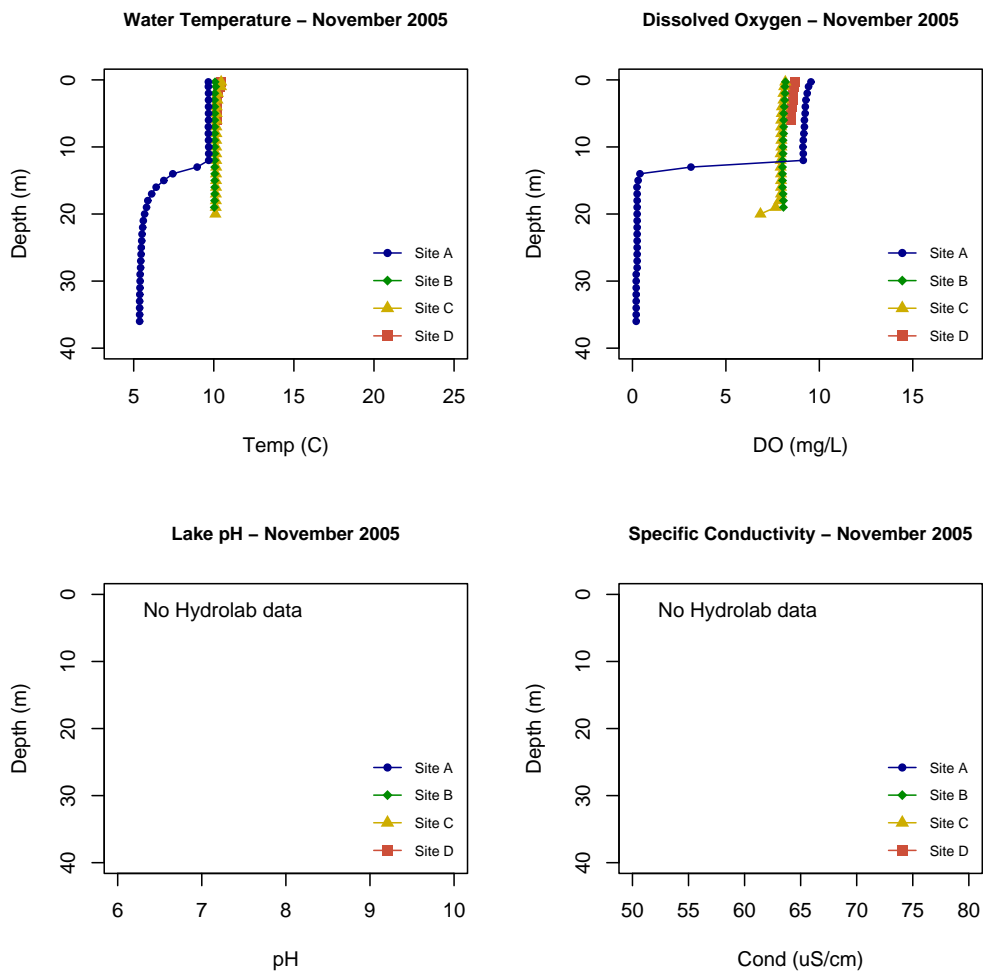 Water Temperature – November 2005
0
10
20
30
40
Depth (m)
Site A
Site B
Site C
Site D
5 10 15 20 25
Temp (C)
Dissolved Oxygen – November 2005
0
10
20
30
40
Depth (m)
Site A
Site B
Site C
Site D
0 5 10 15
DO (mg/L)
Lake pH – November 2005
No Hydrolab data
0
10
20
30
40
Depth (m)
Site A
Site B
Site C
Site D
6 7 8 9 10
pH
Specific Conductivity – November 2005
No Hydrolab data
0
10
20
30
40
Depth (m)
Site A
Site B
Site C
Site D
50 55 60 65 70 75 80
Cond (uS/cm)